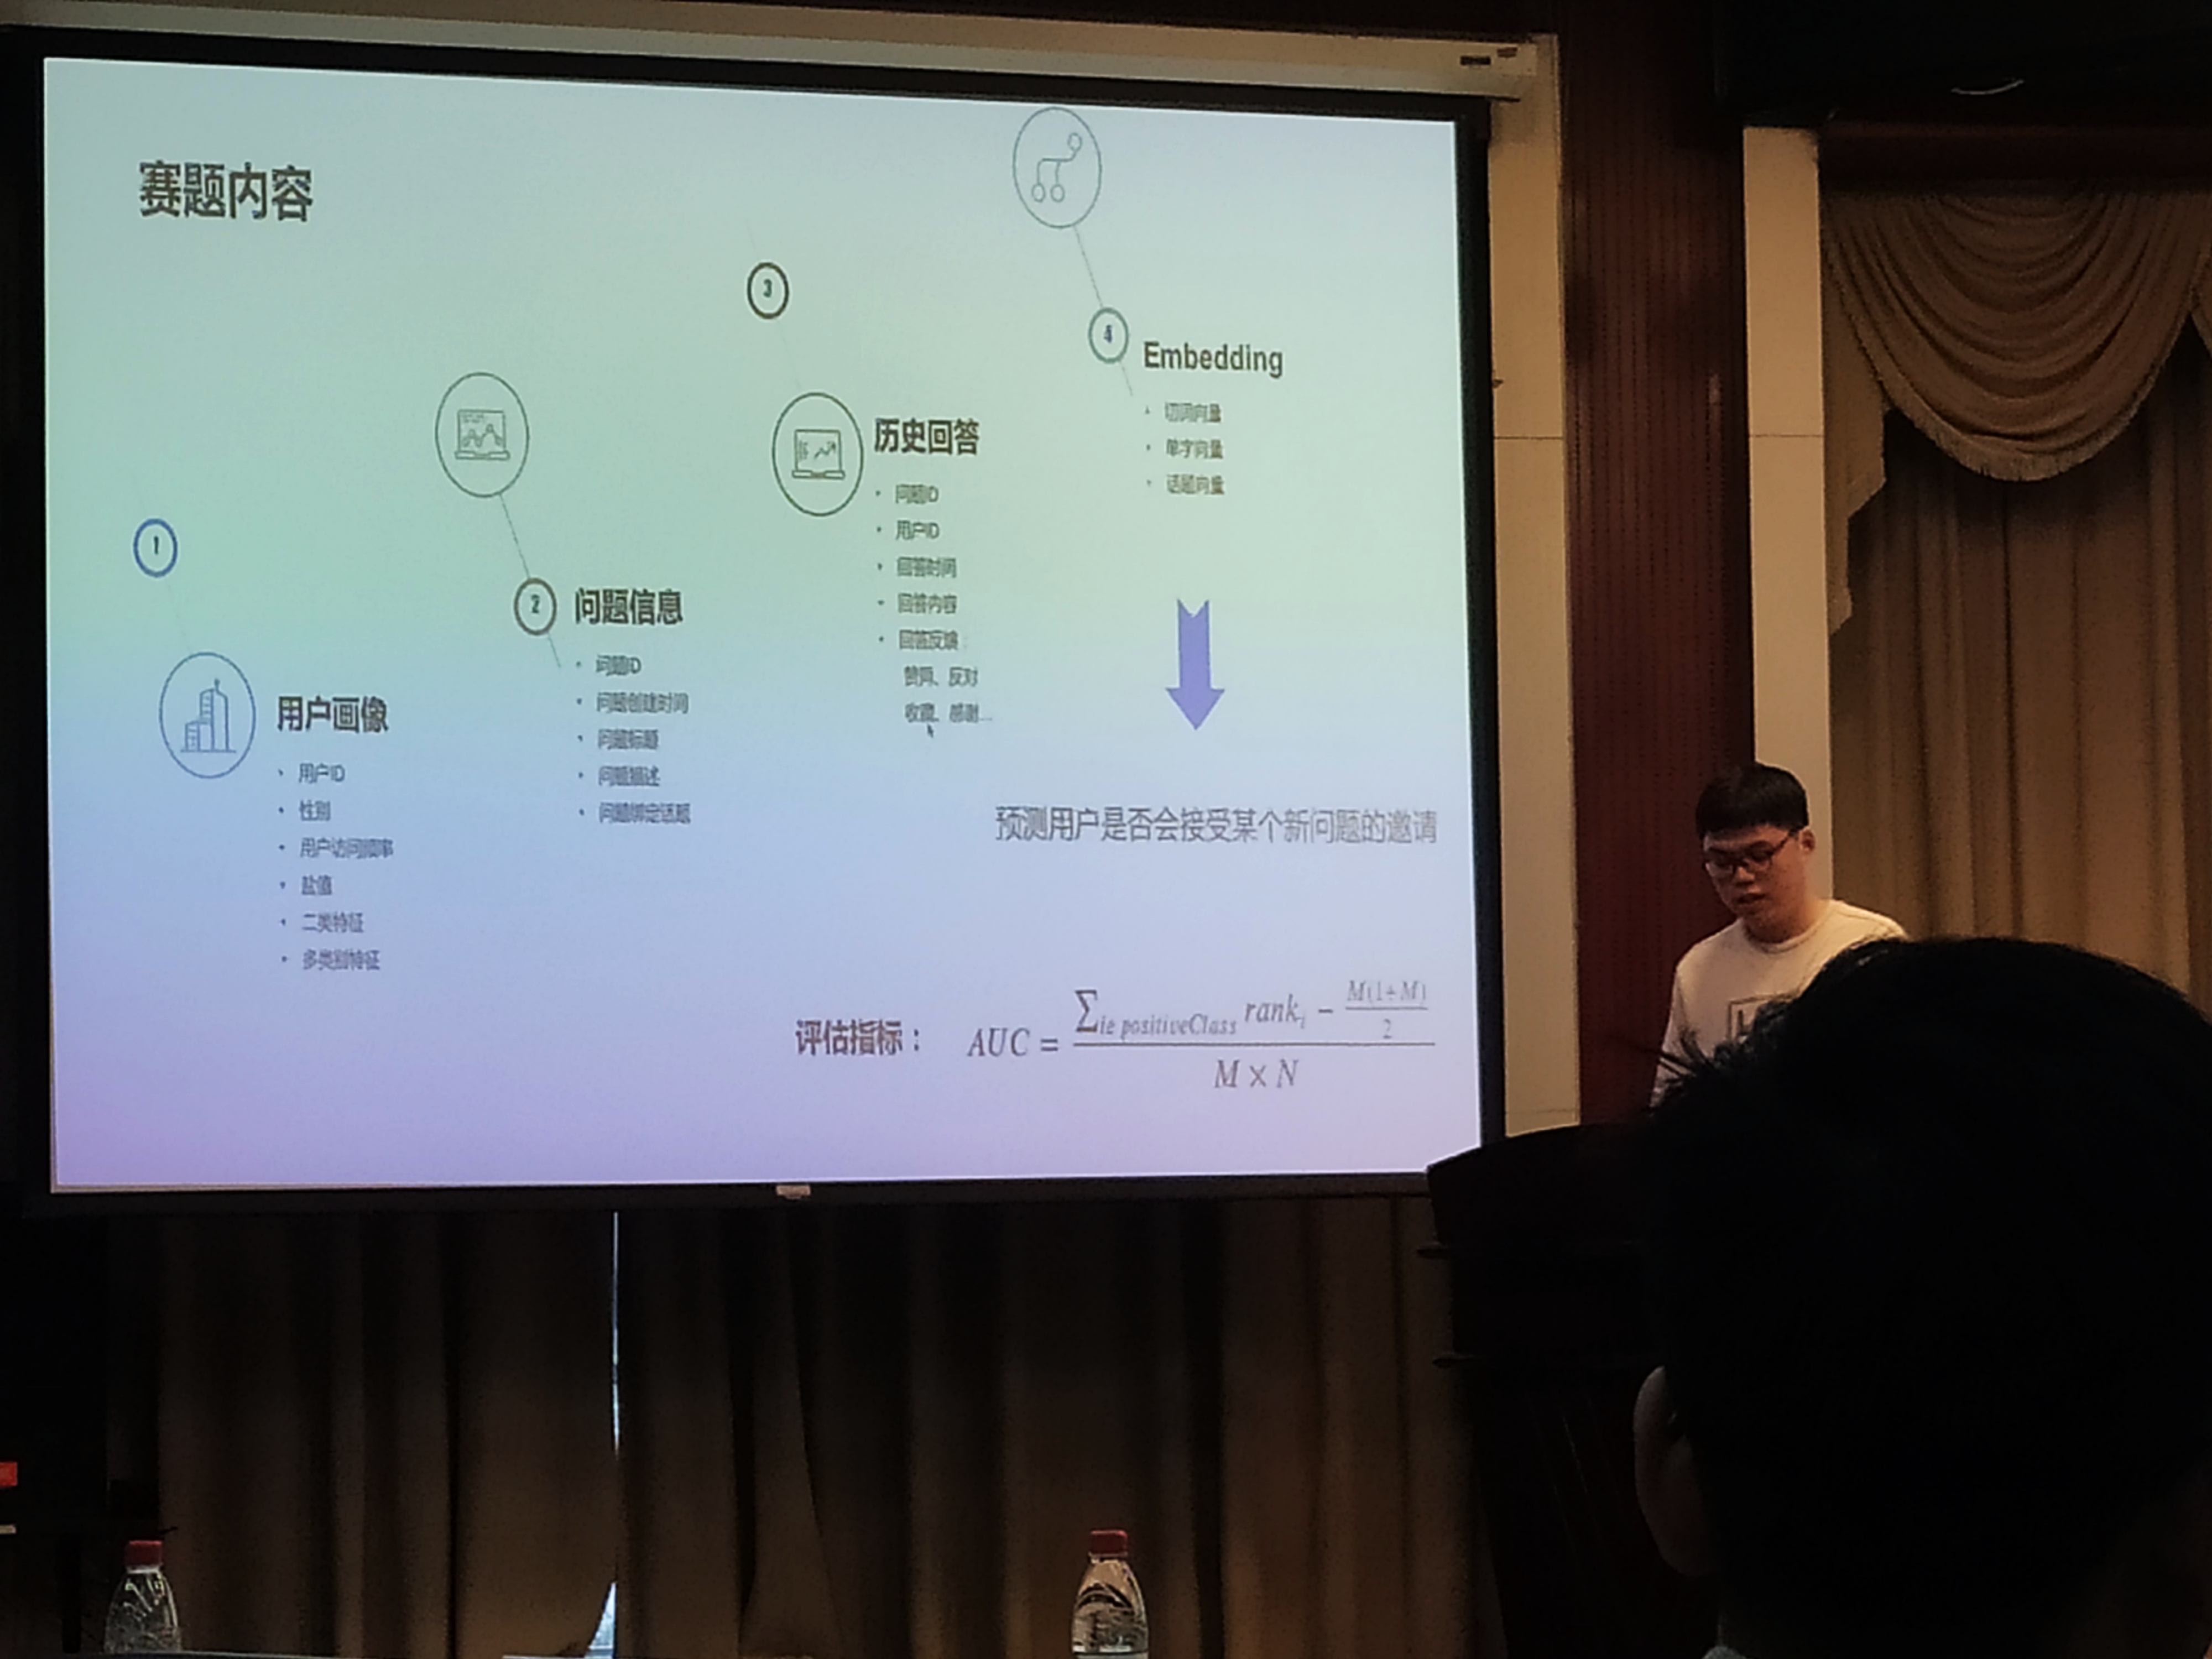 赛题内容
1
用户画像
用户ID
性别
用户访问频率
盐值
二类特征
多类别特征
2
问题信息
问题ID
问题创建时间
问题标题
问题描述
问题绑定话题
3
历史回答
问题ID
用户ID
回答时间
回答内容
回答反馈：
赞同、反对
收藏、感谢...
4
Embedding
切词向量
单字向量
话题向量
预测用户是否会接受某个新问题的邀请
评估指标： AUC = (∑ie positiveClass rank_i − M(1+M)/2) / (M × N)